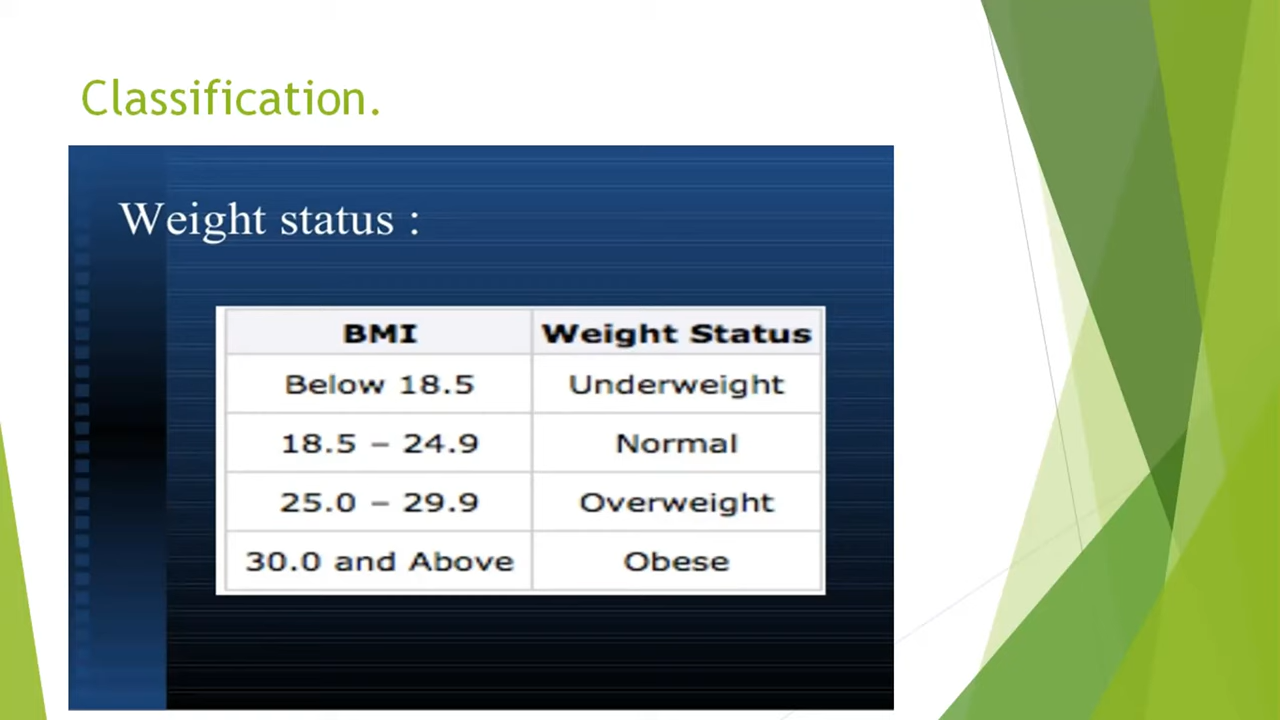 Classification.
Weight status :
BMI Weight Status
Below 18.5 Underweight
18.5 – 24.9 Normal
25.0 – 29.9 Overweight
30.0 and Above Obese